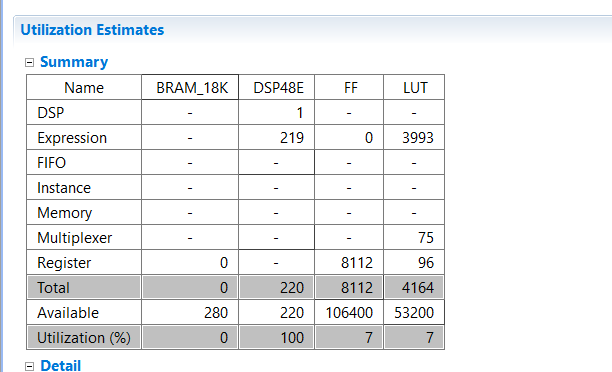 Utilization Estimates
Summary
Name BRAM_18K DSP48E FF LUT
DSP - 1 - -
Expression - 219 0 3993
FIFO - - - -
Instance - - - -
Memory - - - -
Multiplexer - - - 75
Register 0 - 8112 96
Total 0 220 8112 4164
Available 280 220 106400 53200
Utilization (%) 0 100 7 7
Detail